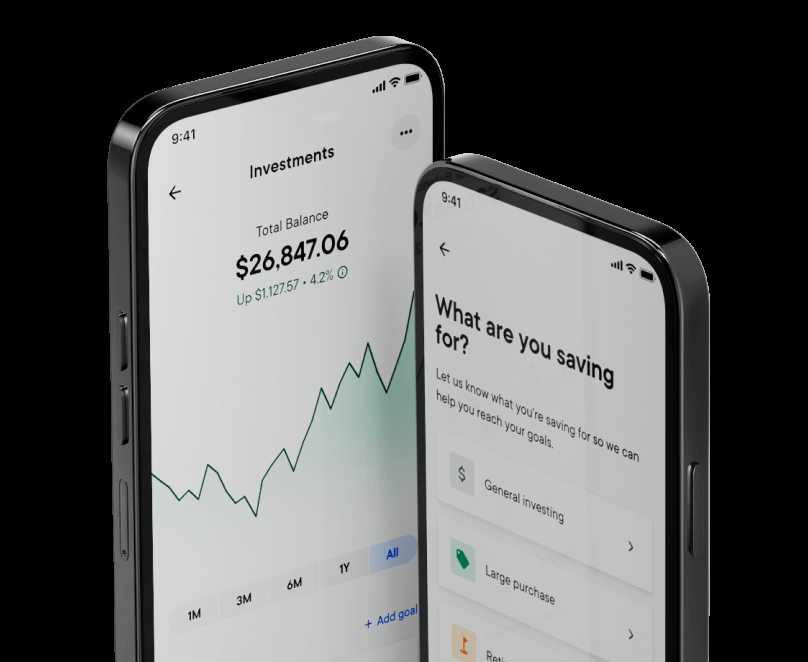 9:41
Investments
Total Balance
$26,847.06
Up $1,127.57 • 4.2%
1M
3M
6M
1Y
All
+ Add goal
9:41
What are you saving
for?
Let us know what you're saving for so we can
help you reach your goals.
General investing
Large purchase